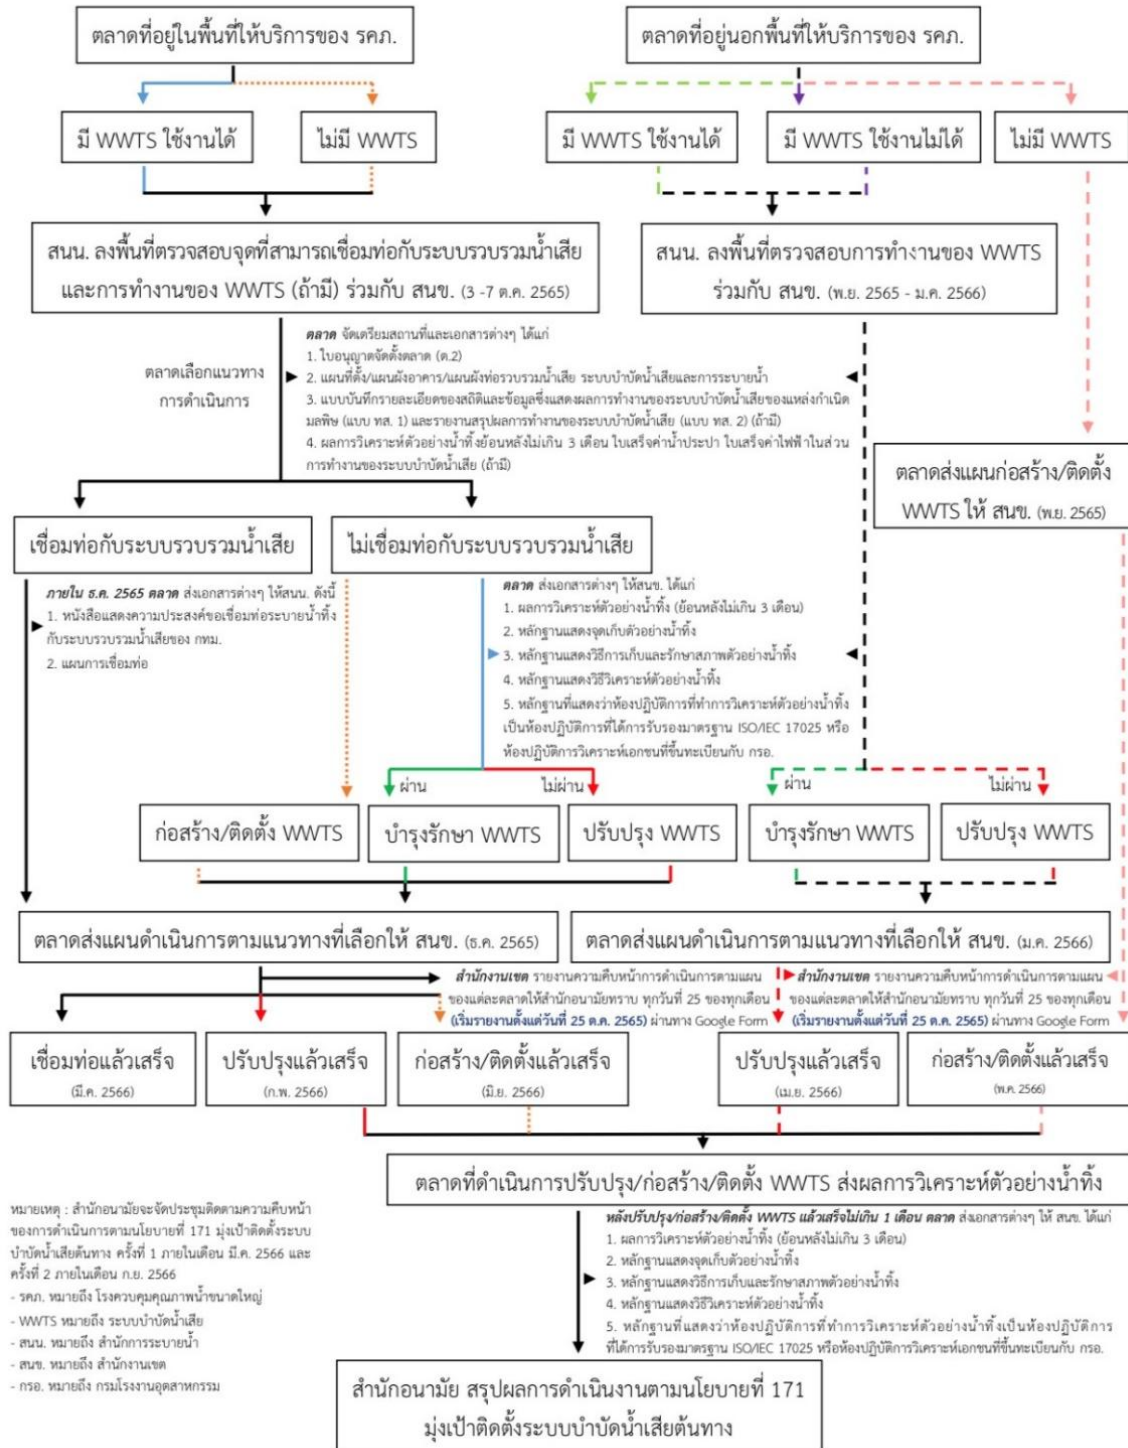 ตลาดที่อยู่ในพื้นที่ให้บริการของ รคภ.
ตลาดที่อยู่นอกพื้นที่ให้บริการของ รคภ.
มี WWTS ใช้งานได้
ไม่มี WWTS
มี WWTS ใช้งานได้
มี WWTS ใช้งานไม่ได้
ไม่มี WWTS
สนน. ลงพื้นที่ตรวจสอบจุดที่สามารถเชื่อมท่อกับระบบรวบรวมน้ำเสีย
และการทำงานของ WWTS (ถ้ามี) ร่วมกับ สนข. (3 -7 ต.ค. 2565)
สนน. ลงพื้นที่ตรวจสอบการทำงานของ WWTS
ร่วมกับ สนข. (พ.ย. 2565 - ม.ค. 2566)
ตลาดเลือกแนวทาง
การดำเนินการ
ตลาด จัดเตรียมสถานที่และเอกสารต่างๆ ได้แก่
1. ใบอนุญาตจัดตั้งตลาด (ต.2)
2. แผนที่ตั้ง/แผนผังอาคาร/แผนผังท่อรวบรวมน้ำเสีย ระบบบำบัดน้ำเสียและการระบายน้ำ
3. แบบบันทึกรายละเอียดของสถิติและข้อมูลซึ่งแสดงผลการทำงานของระบบบำบัดน้ำเสียของแหล่งกำเนิด
มลพิษ (แบบ ทส. 1) และรายงานสรุปผลการทำงานของระบบบำบัดน้ำเสีย (แบบ ทส. 2) (ถ้ามี)
4. ผลการวิเคราะห์ตัวอย่างน้ำทิ้งย้อนหลังไม่เกิน 3 เดือน ใบเสร็จค่าน้ำประปา ใบเสร็จค่าไฟฟ้าในส่วน
การทำงานของระบบบำบัดน้ำเสีย (ถ้ามี)
ตลาดส่งแผนก่อสร้าง/ติดตั้ง
WWTS ให้ สนข. (พ.ย. 2565)
เชื่อมท่อกับระบบรวบรวมน้ำเสีย
ไม่เชื่อมท่อกับระบบรวบรวมน้ำเสีย
ภายใน ธ.ค. 2565 ตลาด ส่งเอกสารต่างๆ ให้สนน. ดังนี้
1. หนังสือแสดงความประสงค์ขอเชื่อมท่อระบายน้ำทิ้ง
กับระบบรวบรวมน้ำเสียของ กทม.
2. แผนการเชื่อมท่อ
ตลาด ส่งเอกสารต่างๆ ให้สนข. ได้แก่
1. ผลการวิเคราะห์ตัวอย่างน้ำทิ้ง (ย้อนหลังไม่เกิน 3 เดือน)
2. หลักฐานแสดงจุดเก็บตัวอย่างน้ำทิ้ง
3. หลักฐานแสดงวิธีการเก็บและรักษาสภาพตัวอย่างน้ำทิ้ง
4. หลักฐานแสดงวิธีวิเคราะห์ตัวอย่างน้ำทิ้ง
5. หลักฐานที่แสดงว่าห้องปฏิบัติการที่ทำการวิเคราะห์ตัวอย่างน้ำทิ้ง
เป็นห้องปฏิบัติการที่ได้การรับรองมาตรฐาน ISO/IEC 17025 หรือ
ห้องปฏิบัติการวิเคราะห์เอกชนที่ขึ้นทะเบียนกับ กรอ.
ผ่าน
ไม่ผ่าน
ผ่าน
ไม่ผ่าน
ก่อสร้าง/ติดตั้ง WWTS
บำรุงรักษา WWTS
ปรับปรุง WWTS
บำรุงรักษา WWTS
ปรับปรุง WWTS
ตลาดส่งแผนดำเนินการตามแนวทางที่เลือกให้ สนข. (ธ.ค. 2565)
ตลาดส่งแผนดำเนินการตามแนวทางที่เลือกให้ สนข. (ม.ค. 2566)
สำนักงานเขต รายงานความคืบหน้าการดำเนินการตามแผน
ของแต่ละตลาดให้สำนักอนามัยทราบ ทุกวันที่ 25 ของทุกเดือน
(เริ่มรายงานตั้งแต่วันที่ 25 ต.ค. 2565) ผ่านทาง Google Form
สำนักงานเขต รายงานความคืบหน้าการดำเนินการตามแผน
ของแต่ละตลาดให้สำนักอนามัยทราบ ทุกวันที่ 25 ของทุกเดือน
(เริ่มรายงานตั้งแต่วันที่ 25 ต.ค. 2565) ผ่านทาง Google Form
เชื่อมท่อแล้วเสร็จ
(มี.ค. 2566)
ปรับปรุงแล้วเสร็จ
(ก.พ. 2566)
ก่อสร้าง/ติดตั้งแล้วเสร็จ
(มิ.ย. 2566)
ปรับปรุงแล้วเสร็จ
(เม.ย. 2566)
ก่อสร้าง/ติดตั้งแล้วเสร็จ
(พ.ค. 2566)
ตลาดที่ดำเนินการปรับปรุง/ก่อสร้าง/ติดตั้ง WWTS ส่งผลการวิเคราะห์ตัวอย่างน้ำทิ้ง
หมายเหตุ : สำนักอนามัยจะจัดประชุมติดตามความคืบหน้า
ของการดำเนินการตามนโยบายที่ 171 มุ่งเป้าติดตั้งระบบ
บำบัดน้ำเสียต้นทาง ครั้งที่ 1 ภายในเดือน มี.ค. 2566 และ
ครั้งที่ 2 ภายในเดือน ก.ย. 2566
- รคภ. หมายถึง โรงควบคุมคุณภาพน้ำขนาดใหญ่
- WWTS หมายถึง ระบบบำบัดน้ำเสีย
- สนน. หมายถึง สำนักการระบายน้ำ
- สนข. หมายถึง สำนักงานเขต
- กรอ. หมายถึง กรมโรงงานอุตสาหกรรม
หลังปรับปรุง/ก่อสร้าง/ติดตั้ง WWTS แล้วเสร็จไม่เกิน 1 เดือน ตลาด ส่งเอกสารต่างๆ ให้ สนข. ได้แก่
1. ผลการวิเคราะห์ตัวอย่างน้ำทิ้ง (ย้อนหลังไม่เกิน 3 เดือน)
2. หลักฐานแสดงจุดเก็บตัวอย่างน้ำทิ้ง
3. หลักฐานแสดงวิธีการเก็บและรักษาสภาพตัวอย่างน้ำทิ้ง
4. หลักฐานแสดงวิธีวิเคราะห์ตัวอย่างน้ำทิ้ง
5. หลักฐานที่แสดงว่าห้องปฏิบัติการที่ทำการวิเคราะห์ตัวอย่างน้ำทิ้งเป็นห้องปฏิบัติการ
ที่ได้การรับรองมาตรฐาน ISO/IEC 17025 หรือห้องปฏิบัติการวิเคราะห์เอกชนที่ขึ้นทะเบียนกับ กรอ.
สำนักอนามัย สรุปผลการดำเนินงานตามนโยบายที่ 171
มุ่งเป้าติดตั้งระบบบำบัดน้ำเสียต้นทาง